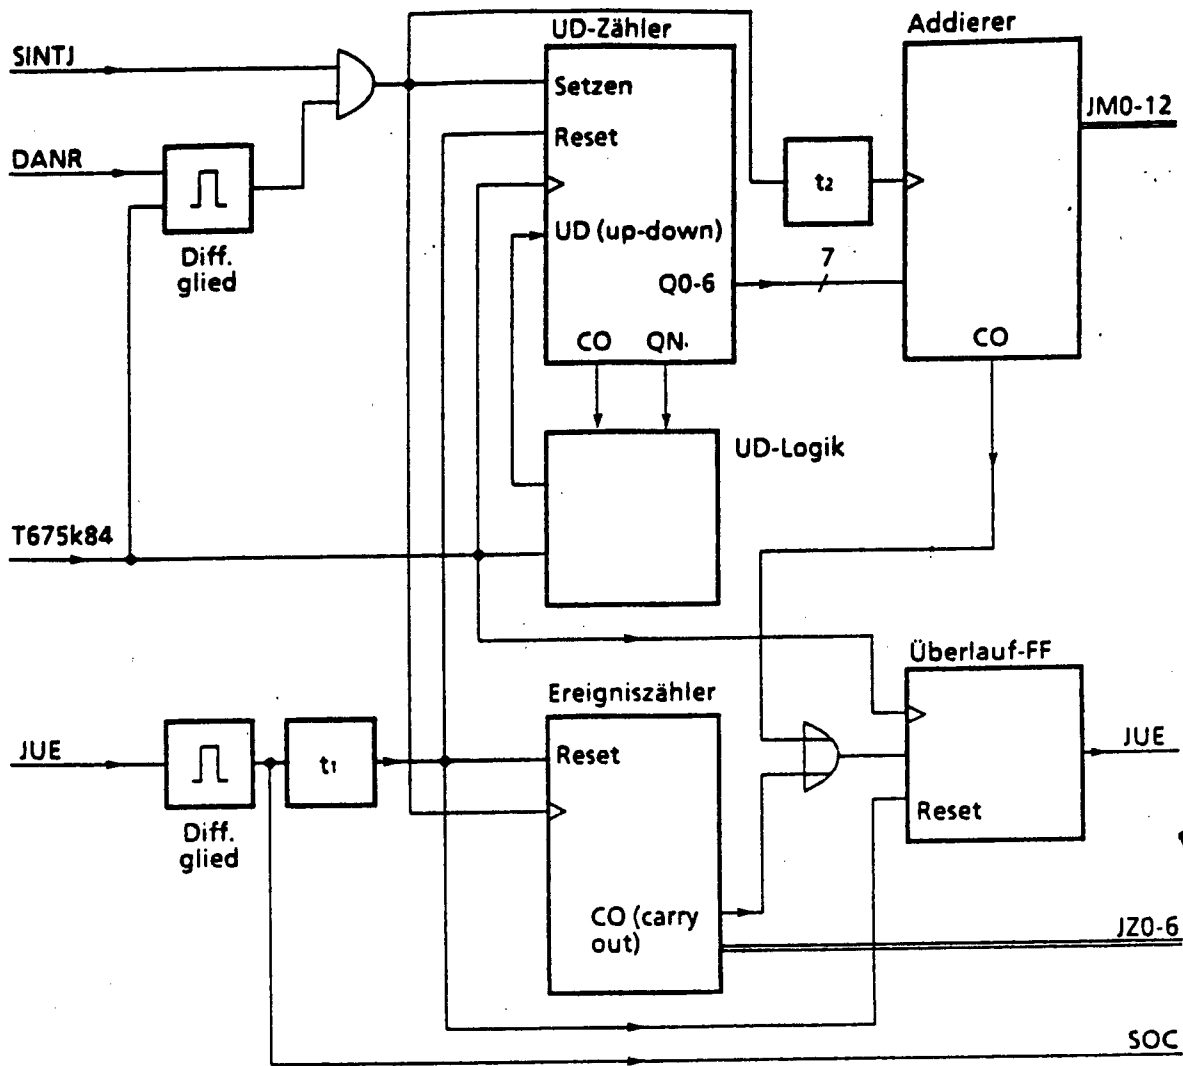 UD-Zähler
Addierer
SINTJ
Setzen
JM0-12
Reset
DANR
t2
UD (up-down)
Diff.
glied
7
Q0-6
CO
QN.
CO
UD-Logik
T675k84
Überlauf-FF
Ereigniszähler
JUE
t1
Reset
JUE
Reset
Diff.
glied
CO (carry
out)
JZ0-6
SOC